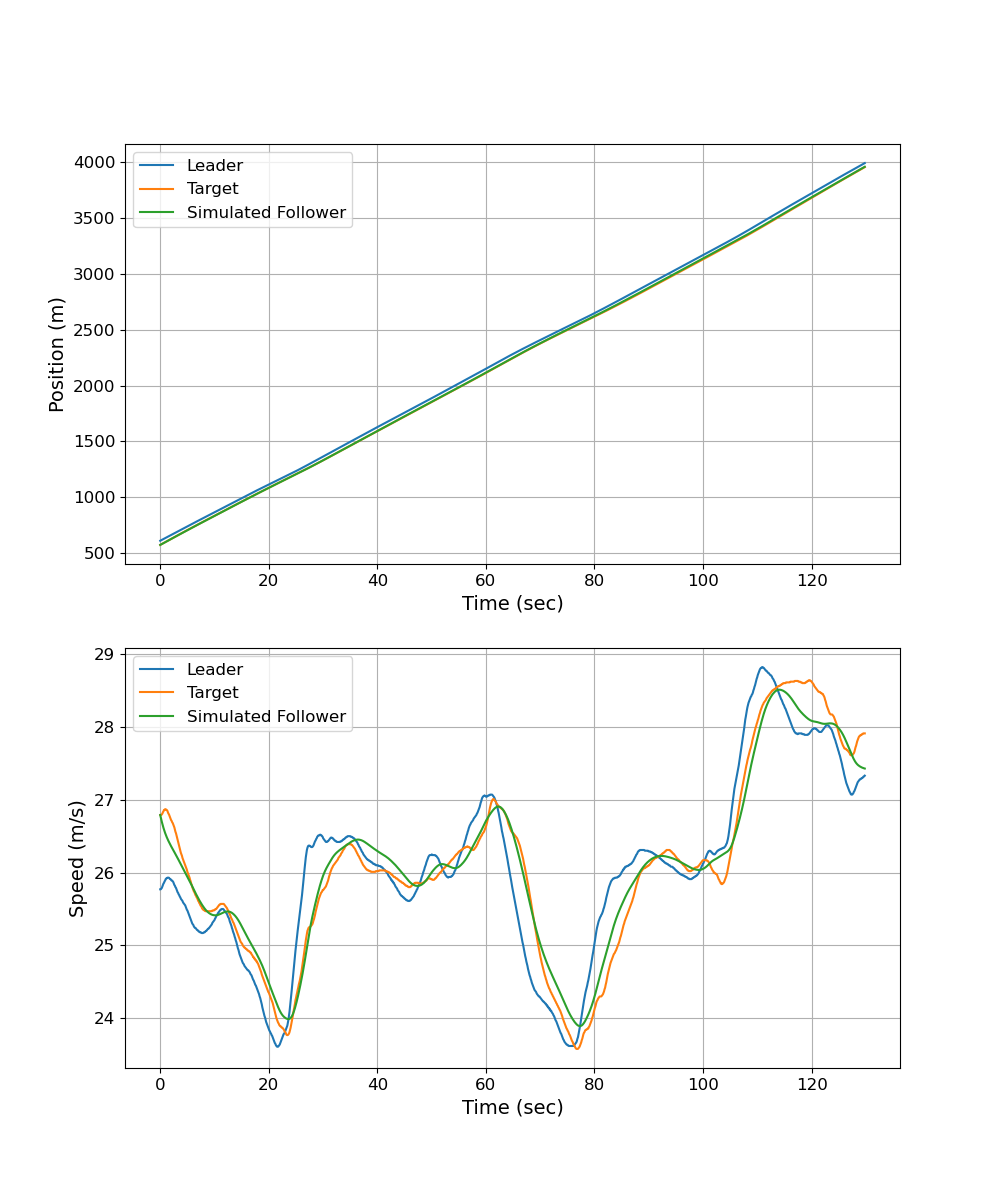 4000
3500
3000
2500
2000
1500
1000
500
Position (m)
Leader
Target
Simulated Follower
0 20 40 60 80 100 120
Time (sec)
29
28
27
26
25
24
Speed (m/s)
Leader
Target
Simulated Follower
0 20 40 60 80 100 120
Time (sec)